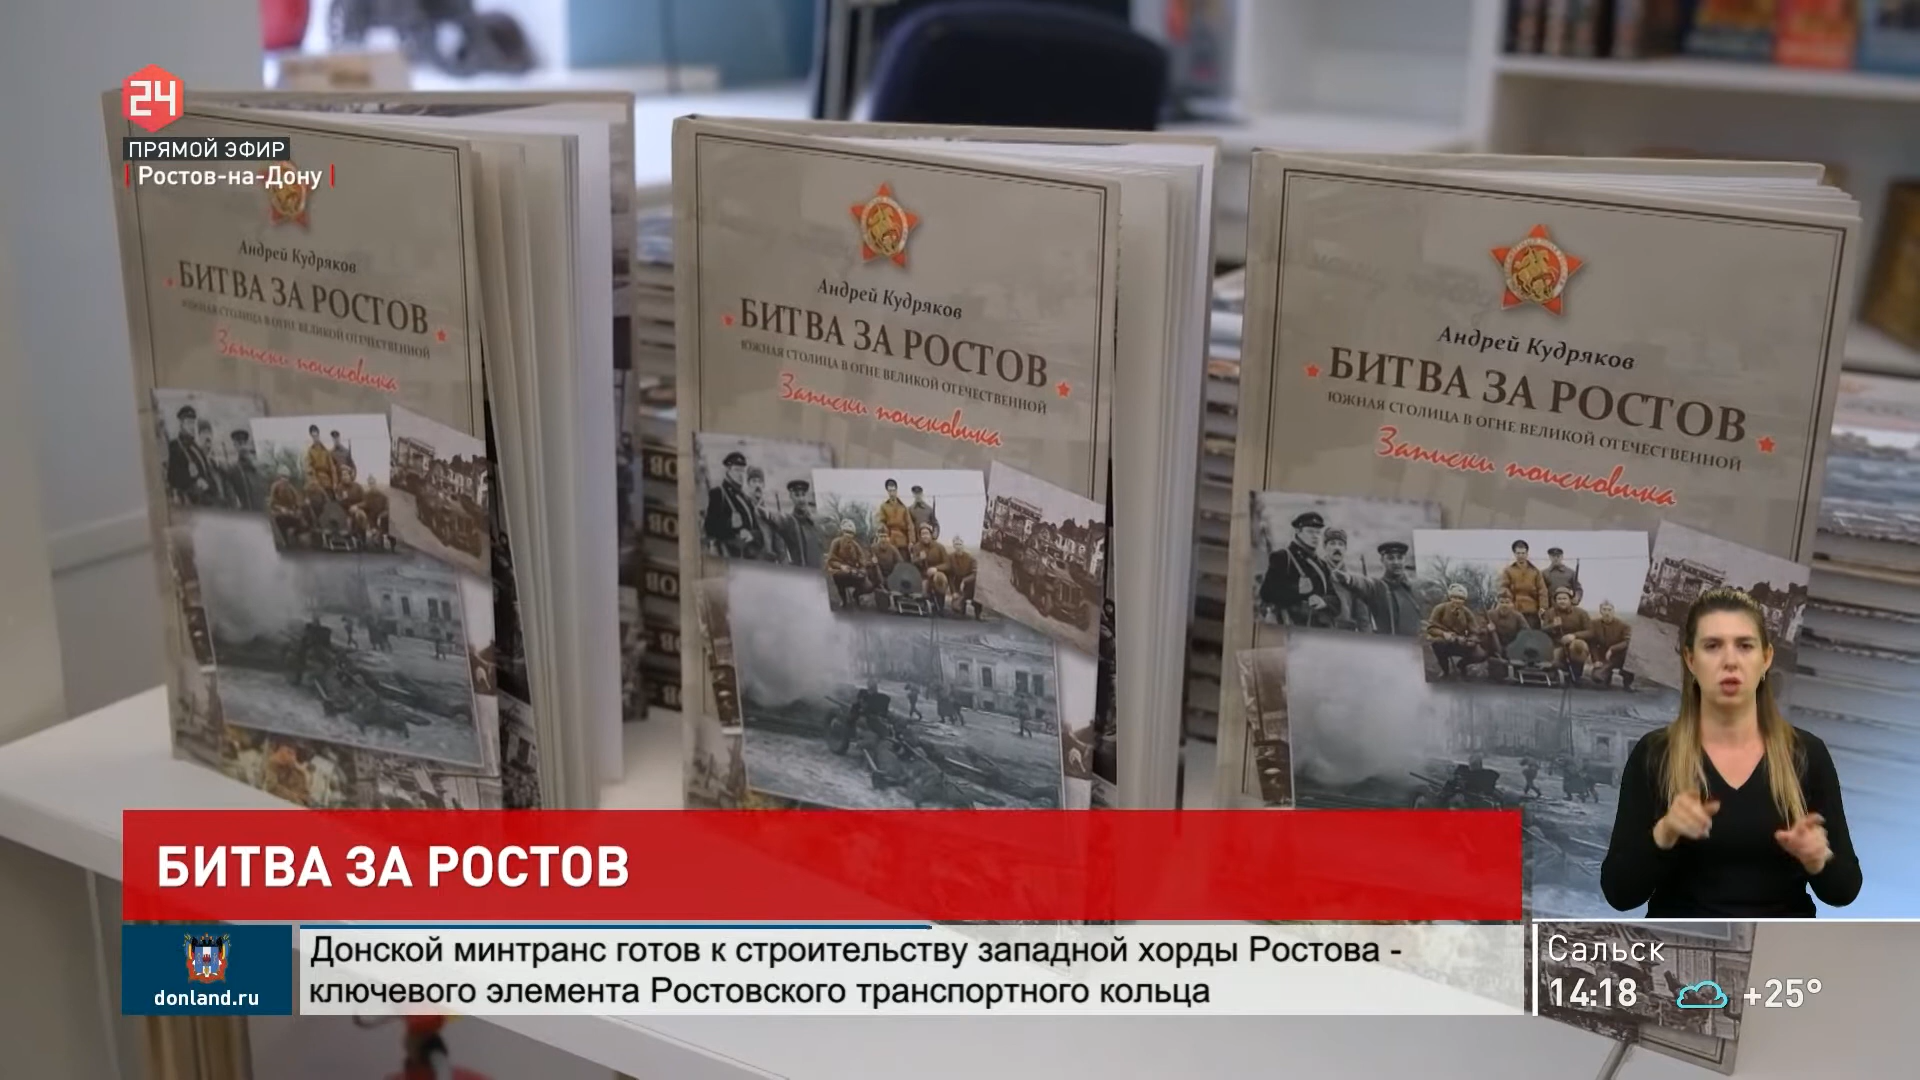 24
ПРЯМОЙ ЭФИР
Ростов-на-Дону
Андрей Кудряков
БИТВА ЗА РОСТОВ
ЮЖНАЯ СТОЛИЦА В ОГНЕ ВЕЛИКОЙ ОТЕЧЕСТВЕННОЙ
Записки поисковика
Андрей Кудряков
БИТВА ЗА РОСТОВ
ЮЖНАЯ СТОЛИЦА В ОГНЕ ВЕЛИКОЙ ОТЕЧЕСТВЕННОЙ
Записки поисковика
Андрей Кудряков
БИТВА ЗА РОСТОВ
ЮЖНАЯ СТОЛИЦА В ОГНЕ ВЕЛИКОЙ ОТЕЧЕСТВЕННОЙ
Записки поисковика
БИТВА ЗА РОСТОВ
donland.ru
Донской минтранс готов к строительству западной хорды Ростова -
ключевого элемента Ростовского транспортного кольца
Сальск
14:18 +25°